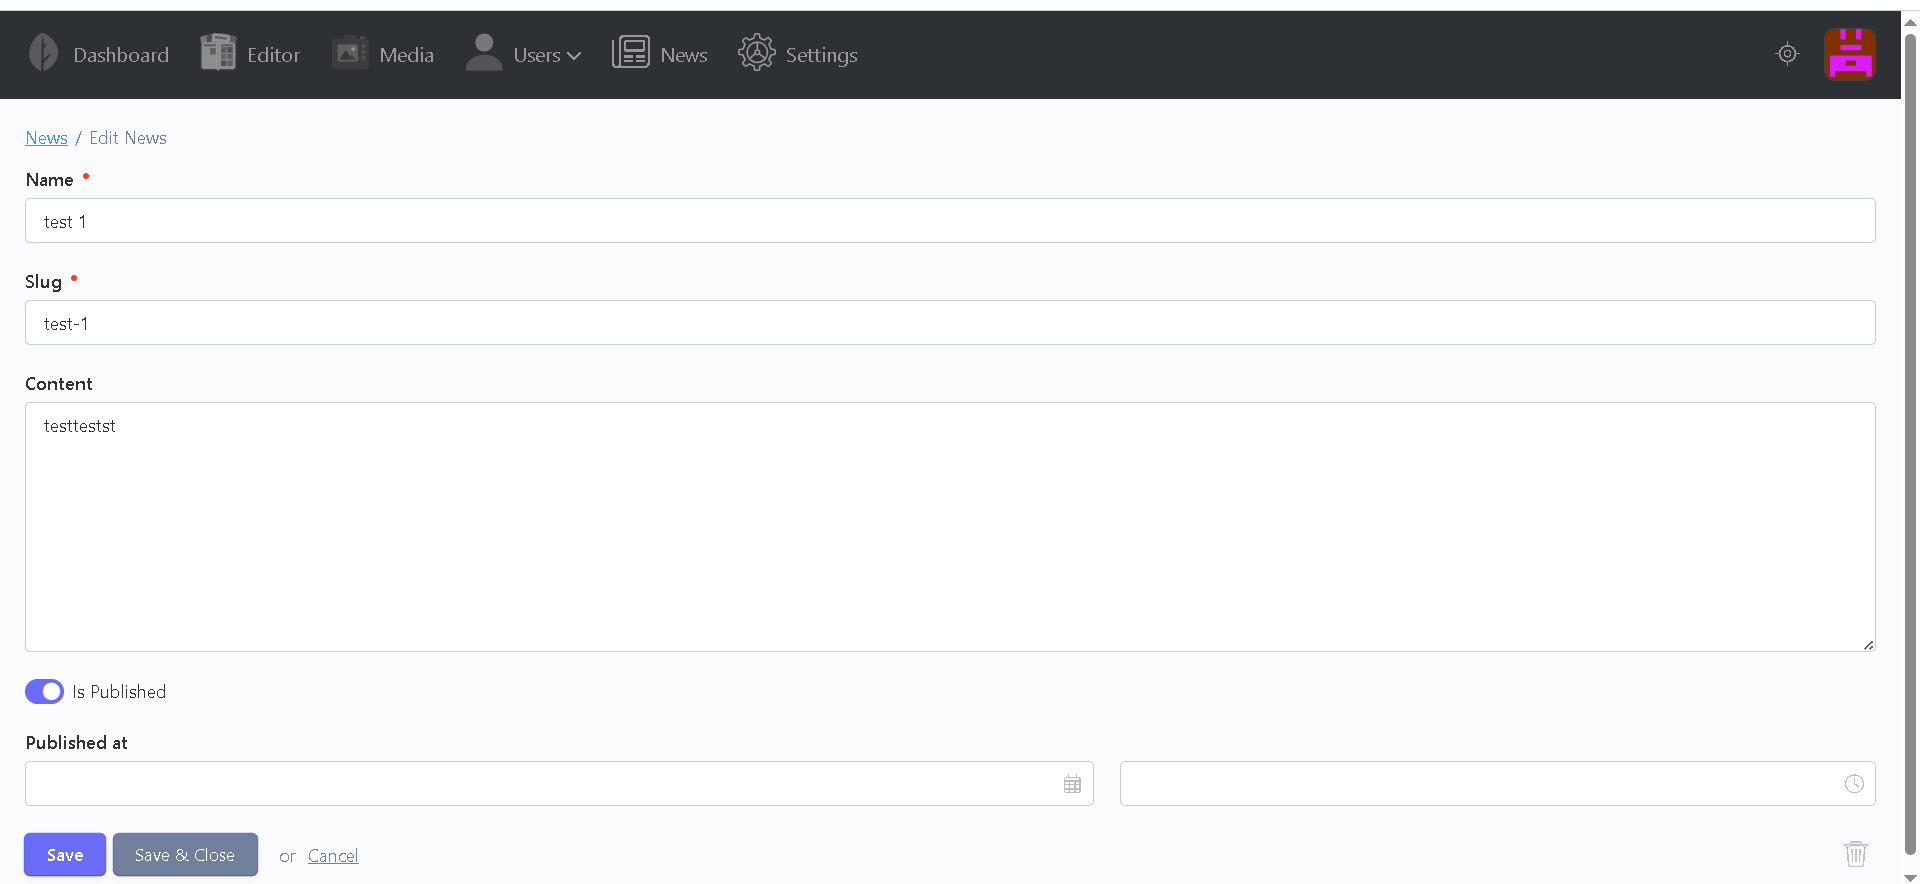 Dashboard Editor Media Users News Settings
News / Edit News
Name
test 1
Slug
test-1
Content
testtestst
Is Published
Published at
Save Save & Close or Cancel